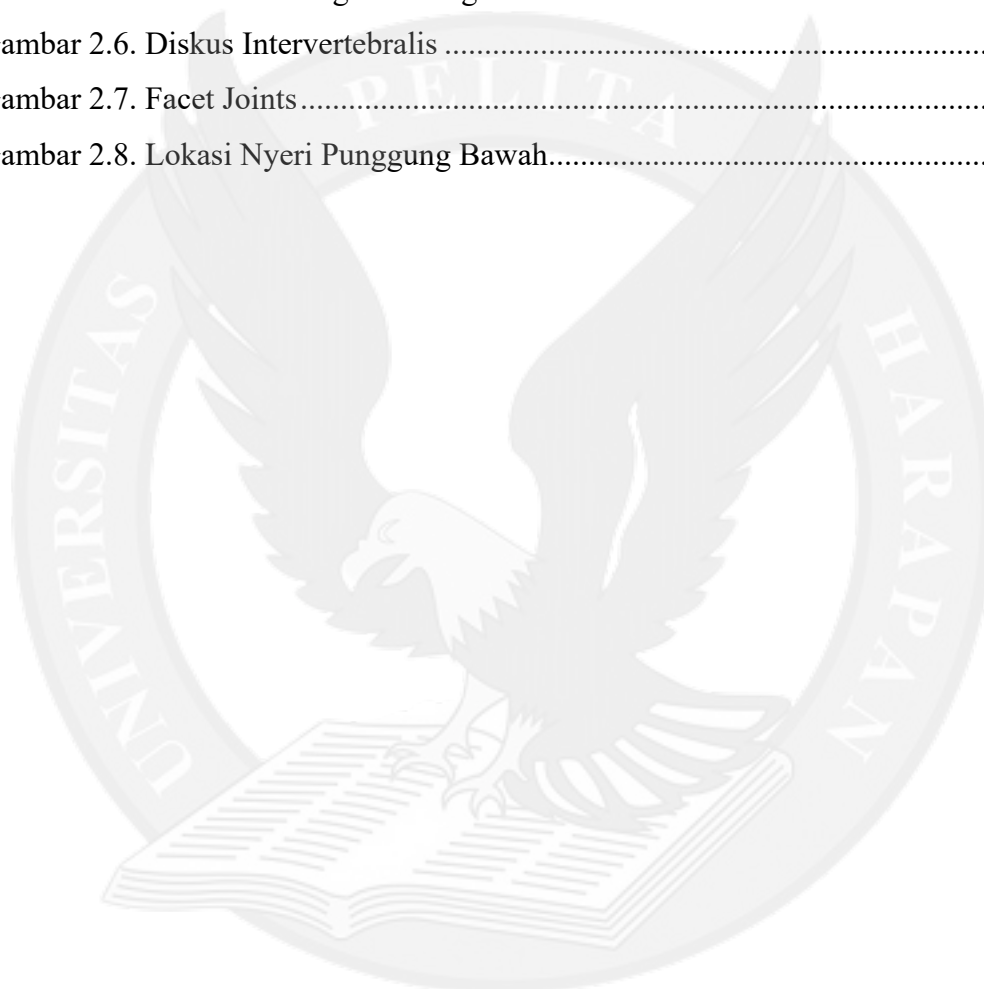 ambar 2.6. Diskus Intervertebralis ..........................................................
ambar 2.7. Facet Joints..........................................................................
ambar 2.8. Lokasi Nyeri Punggung Bawah...............................................
UNIVERSITAS PELITA HARAPAN